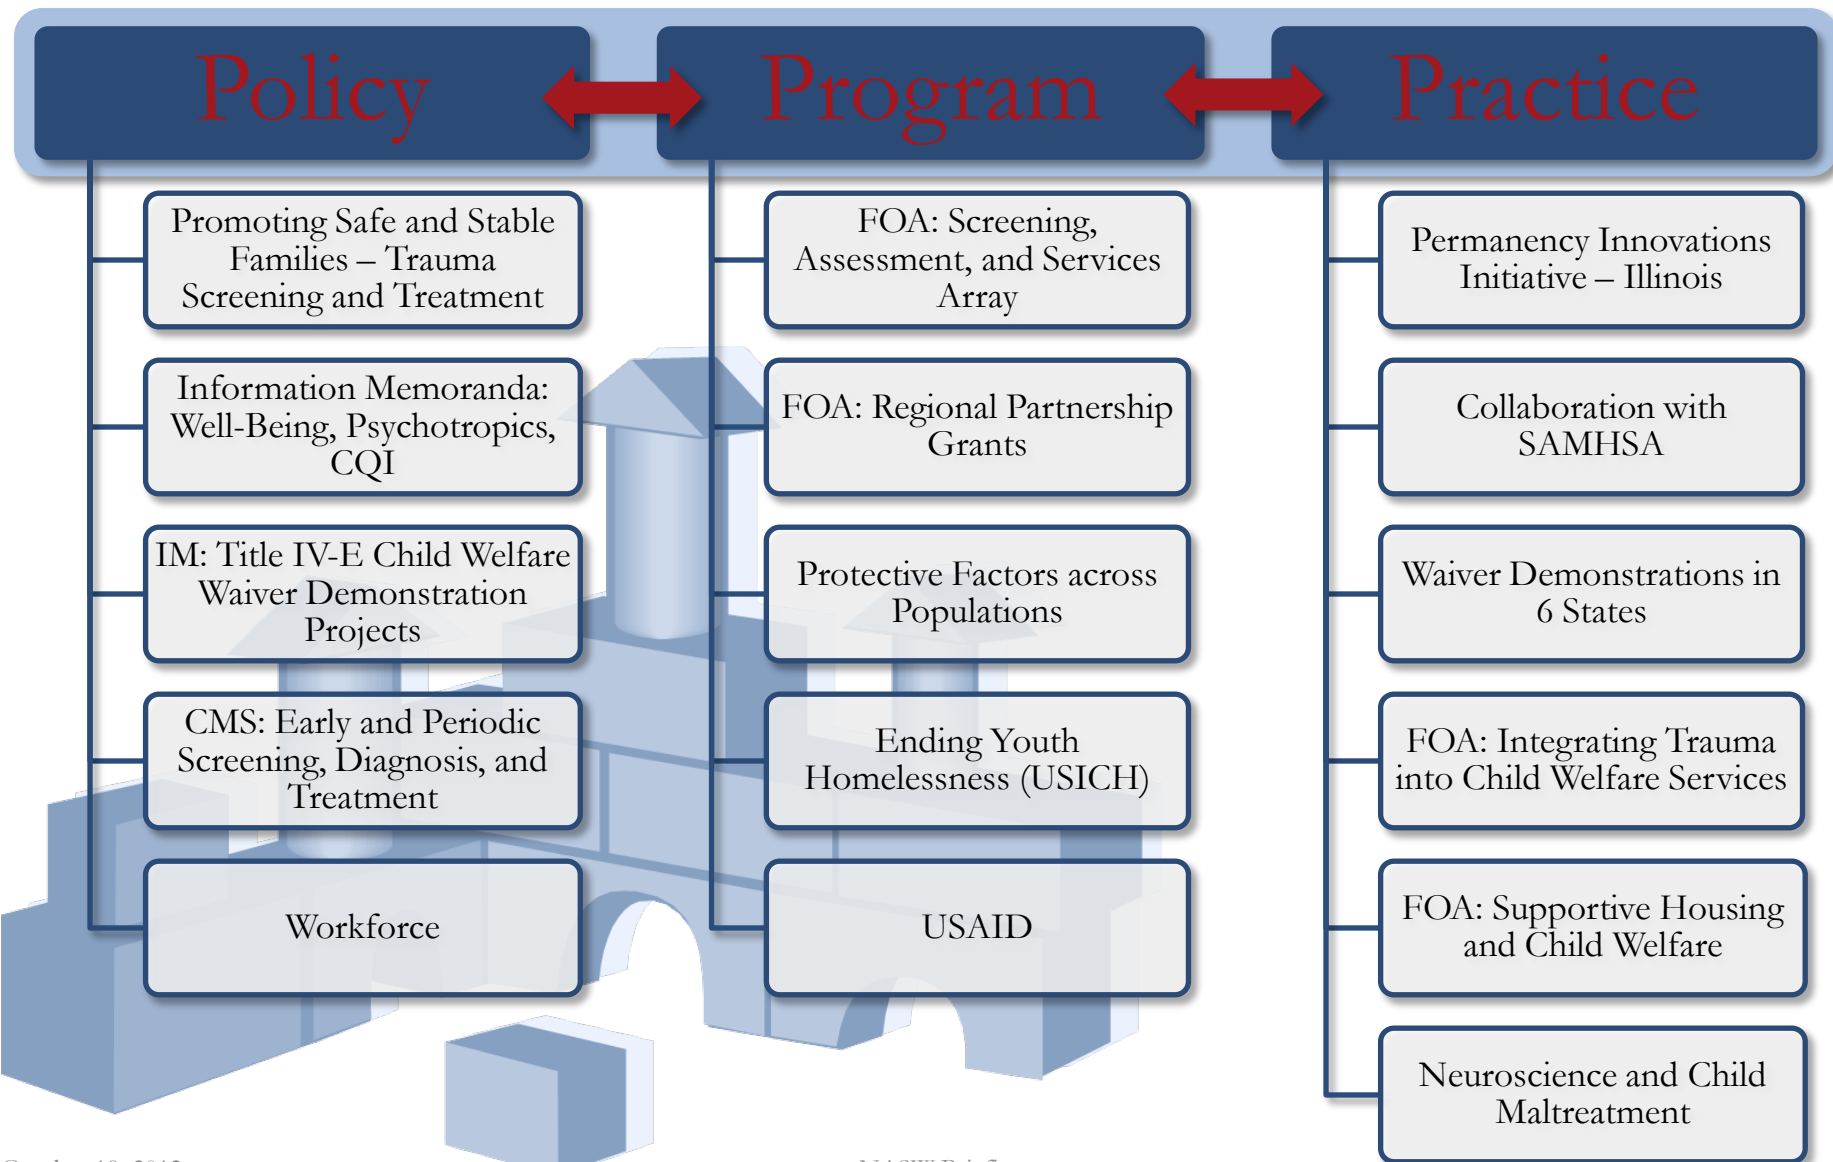 Policy
Program
Practice
Promoting Safe and Stable
Families – Trauma
Screening and Treatment
Information Memoranda:
Well-Being, Psychotropics,
CQI
IM: Title IV-E Child Welfare
Waiver Demonstration
Projects
CMS: Early and Periodic
Screening, Diagnosis, and
Treatment
Workforce
FOA: Screening,
Assessment, and Services
Array
FOA: Regional Partnership
Grants
Protective Factors across
Populations
Ending Youth
Homelessness (USICH)
USAID
Permanency Innovations
Initiative – Illinois
Collaboration with
SAMHSA
Waiver Demonstrations in
6 States
FOA: Integrating Trauma
into Child Welfare Services
FOA: Supportive Housing
and Child Welfare
Neuroscience and Child
Maltreatment